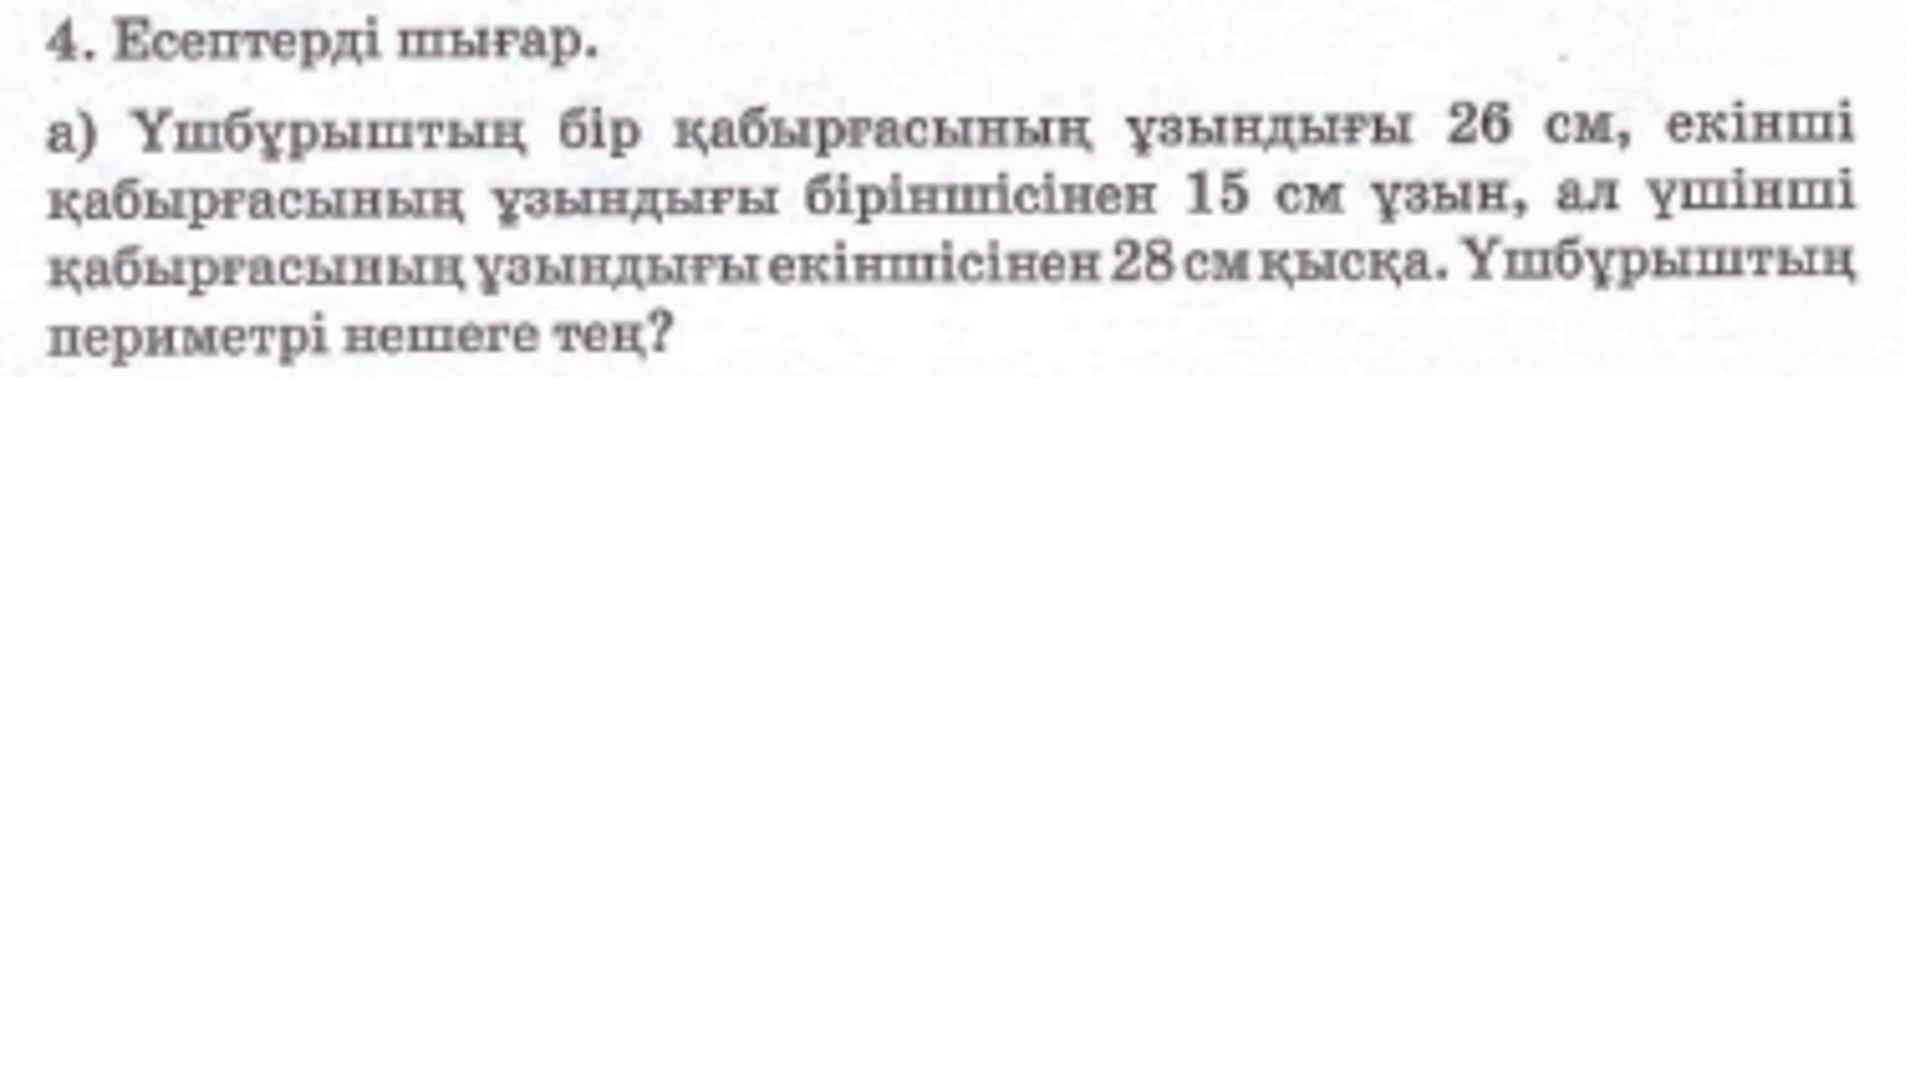 4. Есептерді шығар.
а) Үшбұрыштың бір қабырғасының ұзындығы 26 см, екінші
қабырғасының ұзындығы біріншісінен 15 см ұзын, ал үшінші
қабырғасының ұзындығы екіншісінен 28 см қысқа. Үшбұрыштың
периметрі нешеге тең?